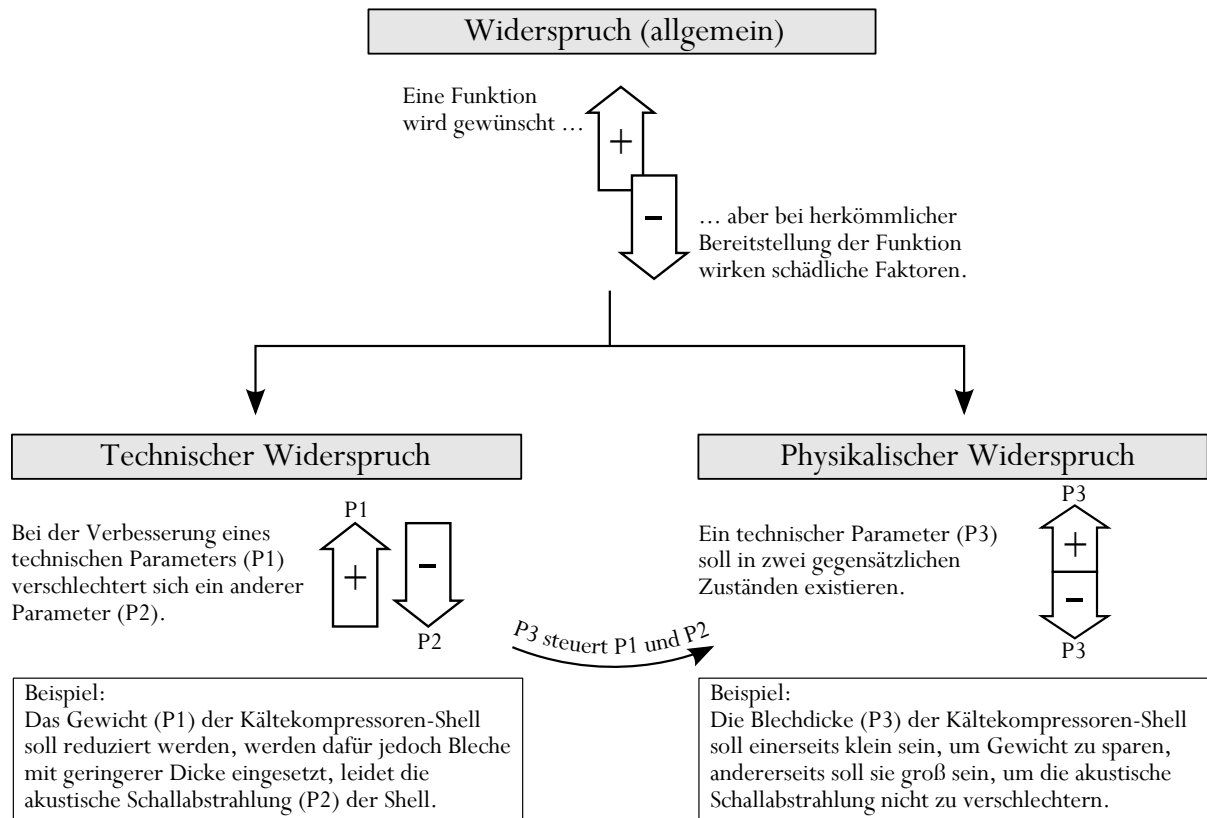 Widerspruch (allgemein)
Eine Funktion
wird gewünscht …
+
−
… aber bei herkömmlicher
Bereitstellung der Funktion
wirken schädliche Faktoren.
Technischer Widerspruch
Bei der Verbesserung eines
technischen Parameters (P1)
verschlechtert sich ein anderer
Parameter (P2).
P1
+
−
P2
P3 steuert P1 und P2
Physikalischer Widerspruch
Ein technischer Parameter (P3)
soll in zwei gegensätzlichen
Zuständen existieren.
P3
+
−
P3
Beispiel:
Das Gewicht (P1) der Kältekompressoren-Shell
soll reduziert werden, werden dafür jedoch Bleche
mit geringerer Dicke eingesetzt, leidet die
akustische Schallabstrahlung (P2) der Shell.
Beispiel:
Die Blechdicke (P3) der Kältekompressoren-Shell
soll einerseits klein sein, um Gewicht zu sparen,
andererseits soll sie groß sein, um die akustische
Schallabstrahlung nicht zu verschlechtern.